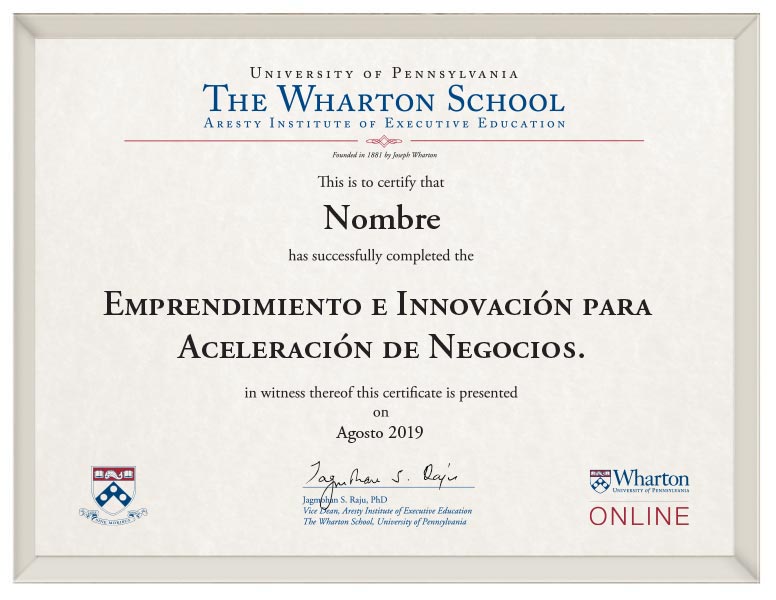 UNIVERSITY OF PENNSYLVANIA
THE WHARTON SCHOOL
ARESTY INSTITUTE OF EXECUTIVE EDUCATION
Founded in 1881 by Joseph Wharton
This is to certify that
Nombre
has successfully completed the
EMPRENDIMIENTO E INNOVACIÓN PARA
ACELERACIÓN DE NEGOCIOS.
in witness thereof this certificate is presented
on
Agosto 2019
Jagmohan S. Raju
Jagmohan S. Raju, PhD
Vice Dean, Aresty Institute of Executive Education
The Wharton School, University of Pennsylvania
Wharton
UNIVERSITY OF PENNSYLVANIA
ONLINE